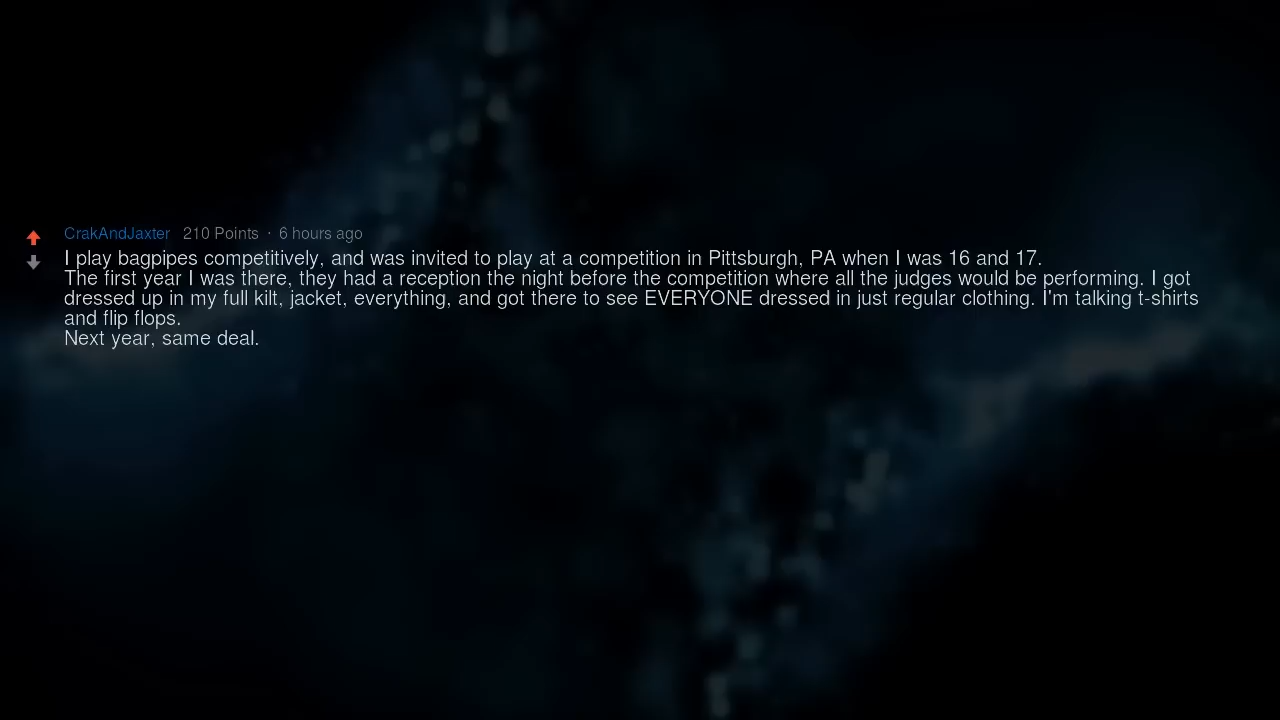 CrakAndJaxter 210 Points · 6 hours ago
I play bagpipes competitively, and was invited to play at a competition in Pittsburgh, PA when I was 16 and 17.
The first year I was there, they had a reception the night before the competition where all the judges would be performing. I got
dressed up in my full kilt, jacket, everything, and got there to see EVERYONE dressed in just regular clothing. I'm talking t-shirts
and flip flops.
Next year, same deal.